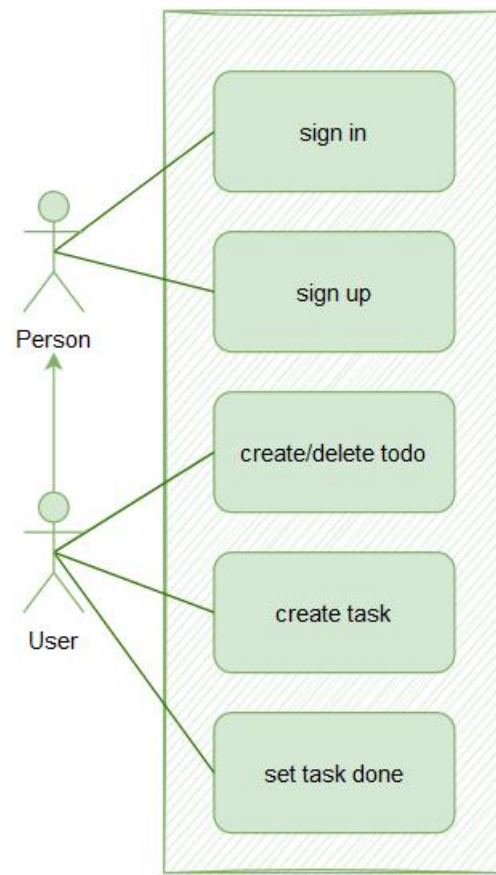 sign in
sign up
Person
create/delete todo
create task
User
set task done